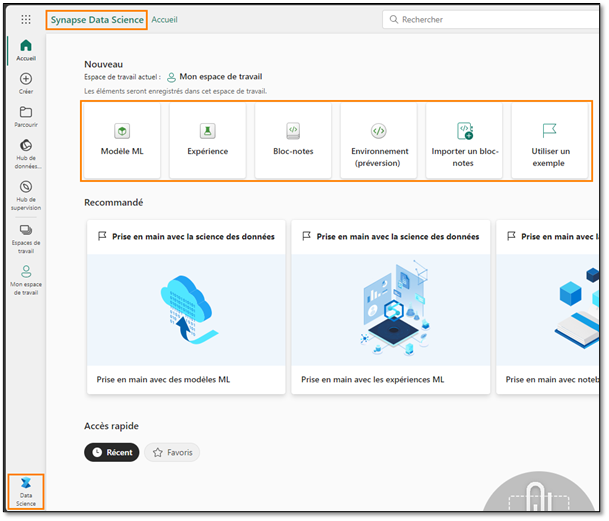 Synapse Data Science Accueil
Rechercher
Accueil
Créer
Parcourir
Hub de
données...
Hub de
supervision
Espaces de
travail
Mon espace
de travail
Data
Science
Nouveau
Espace de travail actuel : Mon espace de travail
Les éléments seront enregistrés dans cet espace de travail.
Modèle ML
Expérience
Bloc-notes
Environnement
(préversion)
Importer un bloc-
notes
Utiliser un
exemple
Recommandé
Prise en main avec la science des données
Prise en main avec des modèles ML
Prise en main avec la science des données
Prise en main avec les expériences ML
Prise en main avec
Prise en main avec
Accès rapide
Récent
Favoris